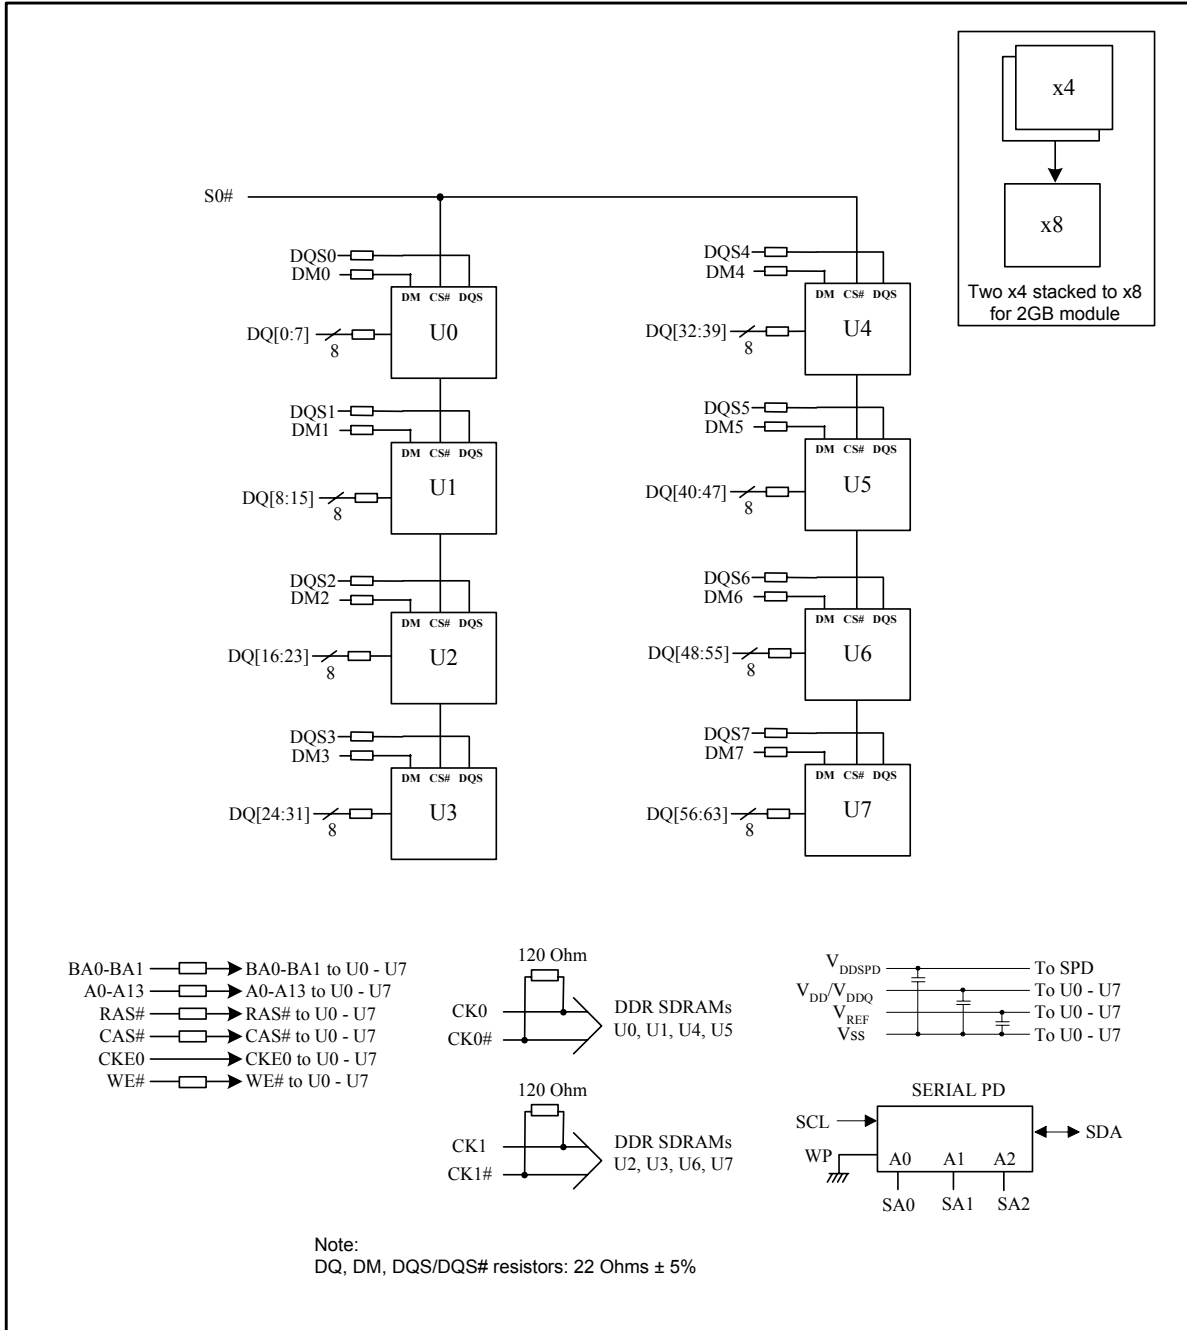 x4
x8
Two x4 stacked to x8
for 2GB module
S0#
DQS0
DM0
DM CS# DQS
DQ[0:7]
8
U0
DQS1
DM1
DM CS# DQS
DQ[8:15]
8
U1
DQS2
DM2
DM CS# DQS
DQ[16:23]
8
U2
DQS3
DM3
DM CS# DQS
DQ[24:31]
8
U3
DQS4
DM4
DM CS# DQS
DQ[32:39]
8
U4
DQS5
DM5
DM CS# DQS
DQ[40:47]
8
U5
DQS6
DM6
DM CS# DQS
DQ[48:55]
8
U6
DQS7
DM7
DM CS# DQS
DQ[56:63]
8
U7
BA0-BA1 BA0-BA1 to U0 - U7
A0-A13 A0-A13 to U0 - U7
RAS# RAS# to U0 - U7
CAS# CAS# to U0 - U7
CKE0 CKE0 to U0 - U7
WE# WE# to U0 - U7
120 Ohm
CK0
CK0#
DDR SDRAMs
U0, U1, U4, U5
120 Ohm
CK1
CK1#
DDR SDRAMs
U2, U3, U6, U7
VDDSPD To SPD
VDD/VDDQ To U0 - U7
VREF To U0 - U7
Vss To U0 - U7
SERIAL PD
SCL
SDA
WP
A0 A1 A2
SA0 SA1 SA2
Note:
DQ, DM, DQS/DQS# resistors: 22 Ohms ± 5%